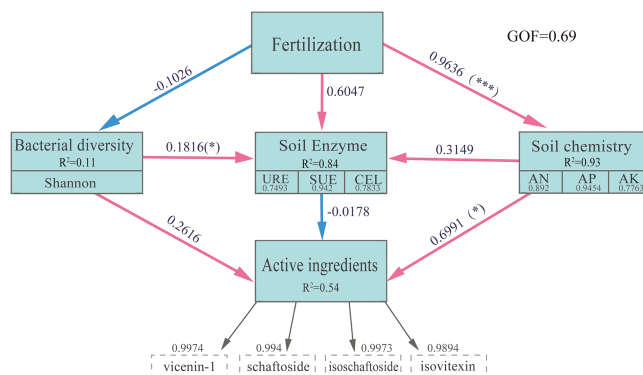 Fertilization
GOF=0.69
-0.1026
0.6047
0.9636 (***)
Bacterial diversity
R²=0.11
Shannon
0.1816(*)
Soil Enzyme
R²=0.84
URE SUE CEL
0.7493 0.942 0.7833
0.3149
Soil chemistry
R²=0.93
AN AP AK
0.892 0.9454 0.7763
0.2616
-0.0178
0.6991 (*)
Active ingredients
R²=0.54
0.9974 0.994 0.9973 0.9894
vicenin-1 schaftoside isoschaftoside isovitexin